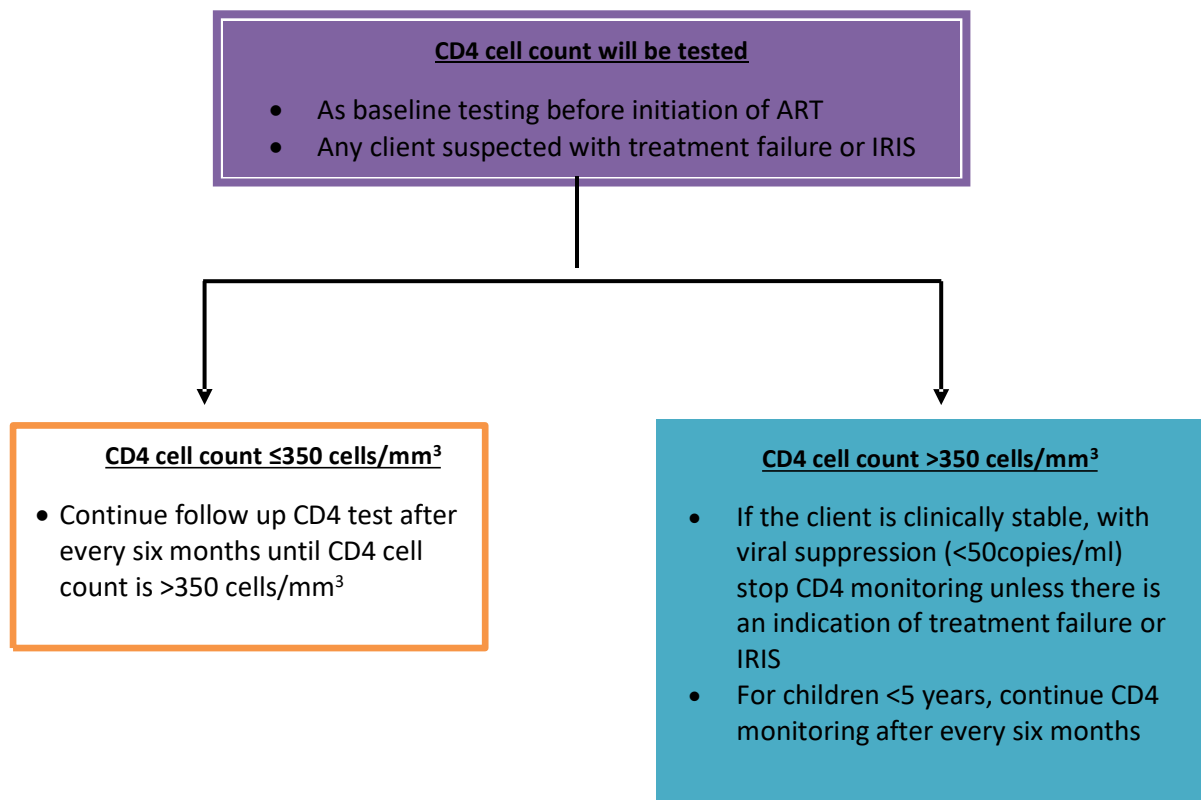 CD4 cell count will be tested
• As baseline testing before initiation of ART
• Any client suspected with treatment failure or IRIS
CD4 cell count ≤350 cells/mm³
• Continue follow up CD4 test after
every six months until CD4 cell
count is >350 cells/mm³
CD4 cell count >350 cells/mm³
• If the client is clinically stable, with
viral suppression (<50copies/ml)
stop CD4 monitoring unless there is
an indication of treatment failure or
IRIS
• For children <5 years, continue CD4
monitoring after every six months